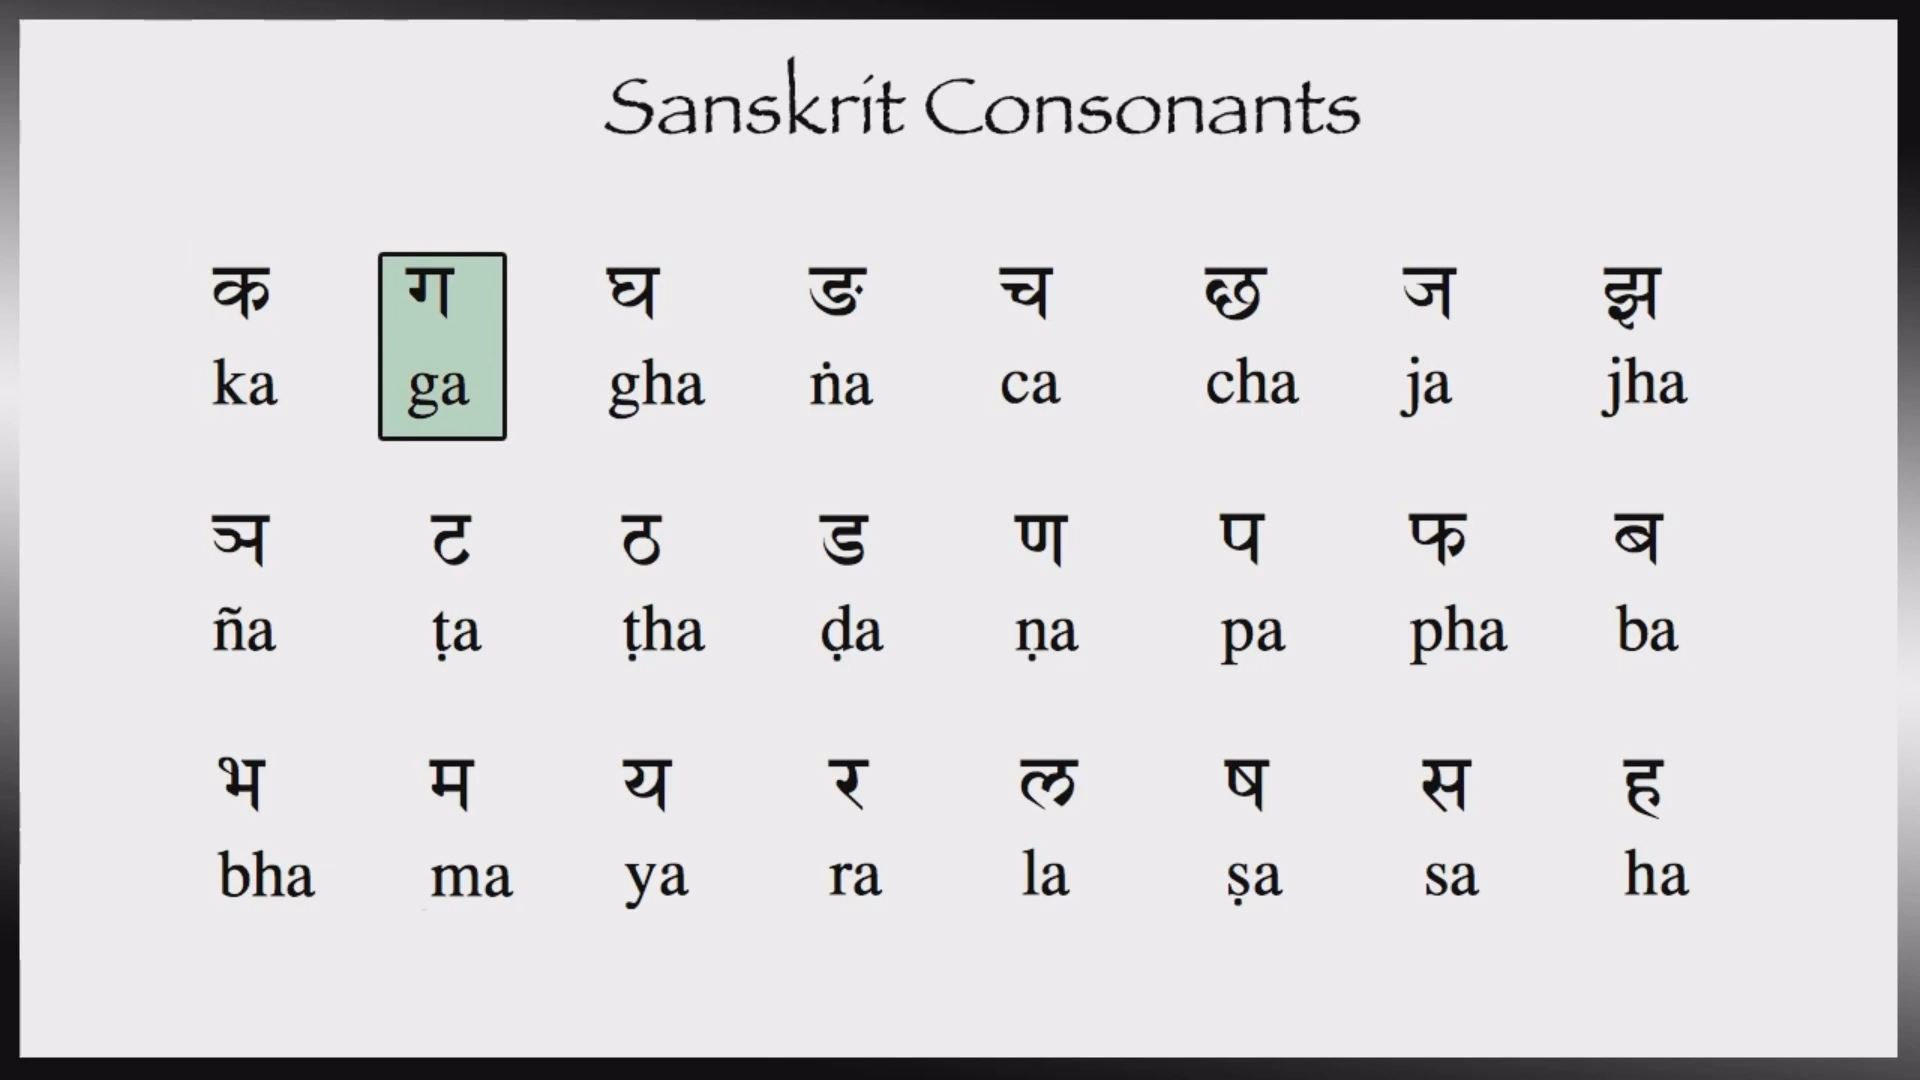 Sanskrit Consonants
क ग घ ङ च छ ज झ
ka ga gha ṅa ca cha ja jha
ञ ट ठ ड ण प फ ब
ña ṭa ṭha ḍa ṇa pa pha ba
भ म य र ल ष स ह
bha ma ya ra la ṣa sa ha